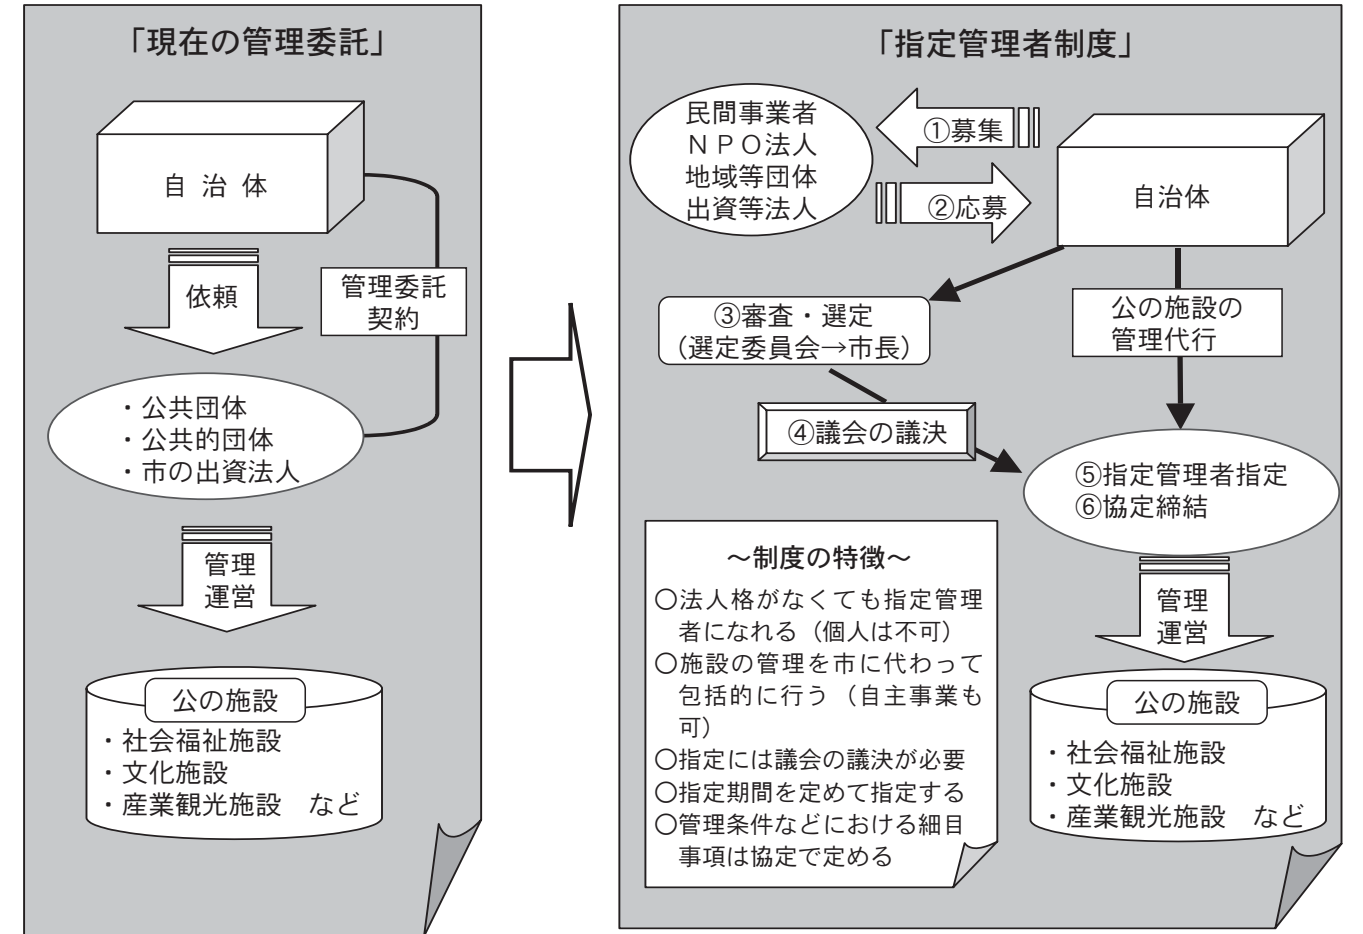 「現在の管理委託」
自 治 体
依頼
管理委託
契約
・公共団体
・公共的団体
・市の出資法人
管理
運営
公の施設
・社会福祉施設
・文化施設
・産業観光施設　など
「指定管理者制度」
民間事業者
ＮＰＯ法人
地域等団体
出資等法人
①募集
②応募
自治体
③審査・選定
（選定委員会→市長）
公の施設の
管理代行
④議会の議決
⑤指定管理者指定
⑥協定締結
～制度の特徴～
○法人格がなくても指定管理
者になれる（個人は不可）
○施設の管理を市に代わって
包括的に行う（自主事業も
可）
○指定には議会の議決が必要
○指定期間を定めて指定する
○管理条件などにおける細目
事項は協定で定める
管理
運営
公の施設
・社会福祉施設
・文化施設
・産業観光施設　など